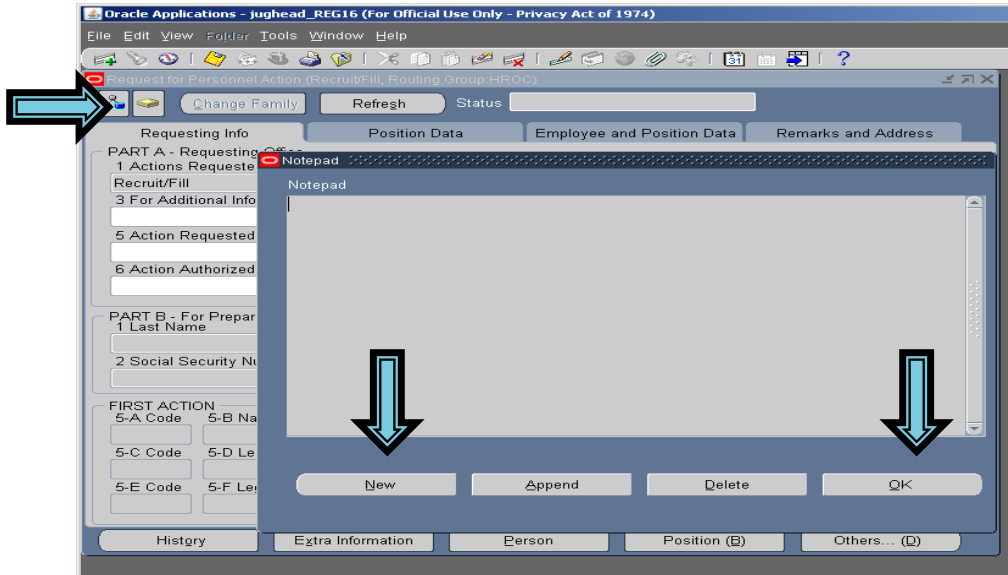 Oracle Applications - jughead_REG16 (For Official Use Only - Privacy Act of 1974)
File Edit View Folder Tools Window Help
31 ?
Request for Personnel Action (Recruit/Fill, Routing Group:HROC)
Change Family Refresh Status
Requesting Info Position Data Employee and Position Data Remarks and Address
PART A - Requesting Office
1 Actions Requeste
Recruit/Fill
3 For Additional Info
5 Action Requested
6 Action Authorized
Notepad
Notepad
PART B - For Prepar
1 Last Name
2 Social Security Nu
FIRST ACTION
5-A Code 5-B Na
5-C Code 5-D Le
5-E Code 5-F Leg
New Append Delete OK
History Extra Information Person Position (B) Others... (D)